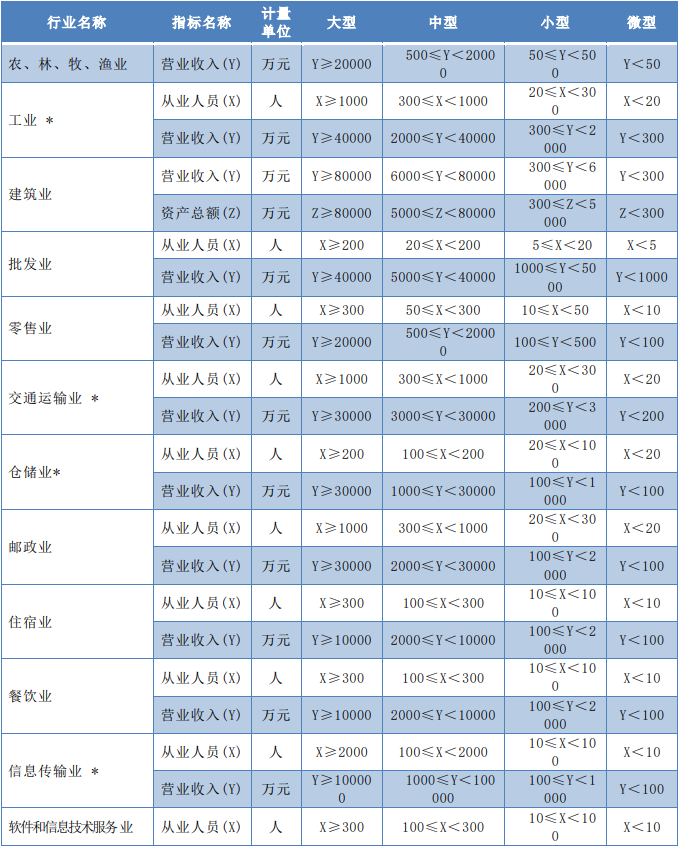 行业名称 指标名称 计量单位 大型 中型 小型 微型
农、林、牧、渔业 营业收入(Y) 万元 Y≥20000 500≤Y＜20000 50≤Y＜500 Y＜50
工业 * 从业人员(X) 人 X≥1000 300≤X＜1000 20≤X＜300 X＜20
营业收入(Y) 万元 Y≥40000 2000≤Y＜40000 300≤Y＜2000 Y＜300
建筑业 营业收入(Y) 万元 Y≥80000 6000≤Y＜80000 300≤Y＜6000 Y＜300
资产总额(Z) 万元 Z≥80000 5000≤Z＜80000 300≤Z＜5000 Z＜300
批发业 从业人员(X) 人 X≥200 20≤X＜200 5≤X＜20 X＜5
营业收入(Y) 万元 Y≥40000 5000≤Y＜40000 1000≤Y＜5000 Y＜1000
零售业 从业人员(X) 人 X≥300 50≤X＜300 10≤X＜50 X＜10
营业收入(Y) 万元 Y≥20000 500≤Y＜20000 100≤Y＜500 Y＜100
交通运输业 * 从业人员(X) 人 X≥1000 300≤X＜1000 20≤X＜300 X＜20
营业收入(Y) 万元 Y≥30000 3000≤Y＜30000 200≤Y＜3000 Y＜200
仓储业* 从业人员(X) 人 X≥200 100≤X＜200 20≤X＜100 X＜20
营业收入(Y) 万元 Y≥30000 1000≤Y＜30000 100≤Y＜1000 Y＜100
邮政业 从业人员(X) 人 X≥1000 300≤X＜1000 20≤X＜300 X＜20
营业收入(Y) 万元 Y≥30000 2000≤Y＜30000 100≤Y＜2000 Y＜100
住宿业 从业人员(X) 人 X≥300 100≤X＜300 10≤X＜100 X＜10
营业收入(Y) 万元 Y≥10000 2000≤Y＜10000 100≤Y＜2000 Y＜100
餐饮业 从业人员(X) 人 X≥300 100≤X＜300 10≤X＜100 X＜10
营业收入(Y) 万元 Y≥10000 2000≤Y＜10000 100≤Y＜2000 Y＜100
信息传输业 * 从业人员(X) 人 X≥2000 100≤X＜2000 10≤X＜100 X＜10
营业收入(Y) 万元 Y≥100000 1000≤Y＜100000 100≤Y＜1000 Y＜100
软件和信息技术服务业 从业人员(X) 人 X≥300 100≤X＜300 10≤X＜100 X＜10